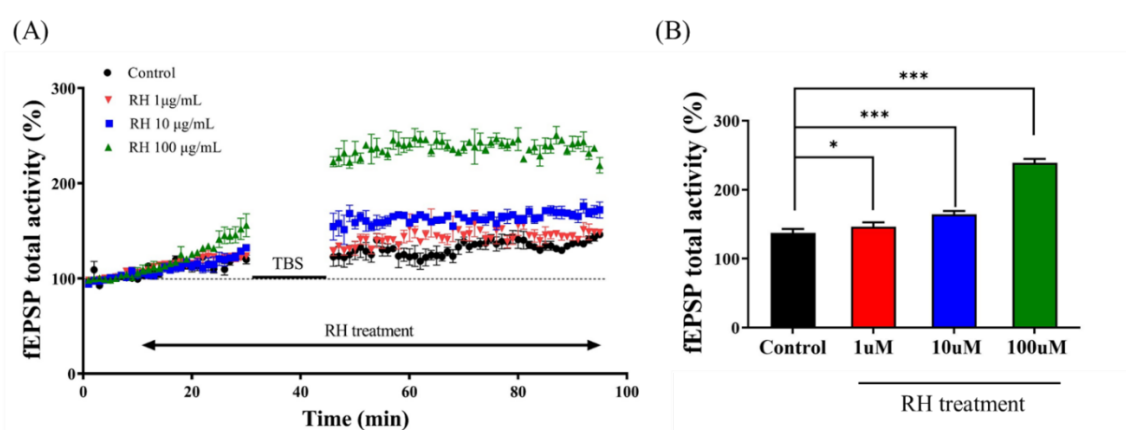 (A)
fEPSP total activity (%)
300
200
100
0
Control
RH 1μg/mL
RH 10 μg/mL
RH 100 μg/mL
TBS
RH treatment
0 20 40 60 80 100
Time (min)
(B)
fEPSP total activity (%)
300
200
100
0
***
***
*
Control 1uM 10uM 100uM
RH treatment